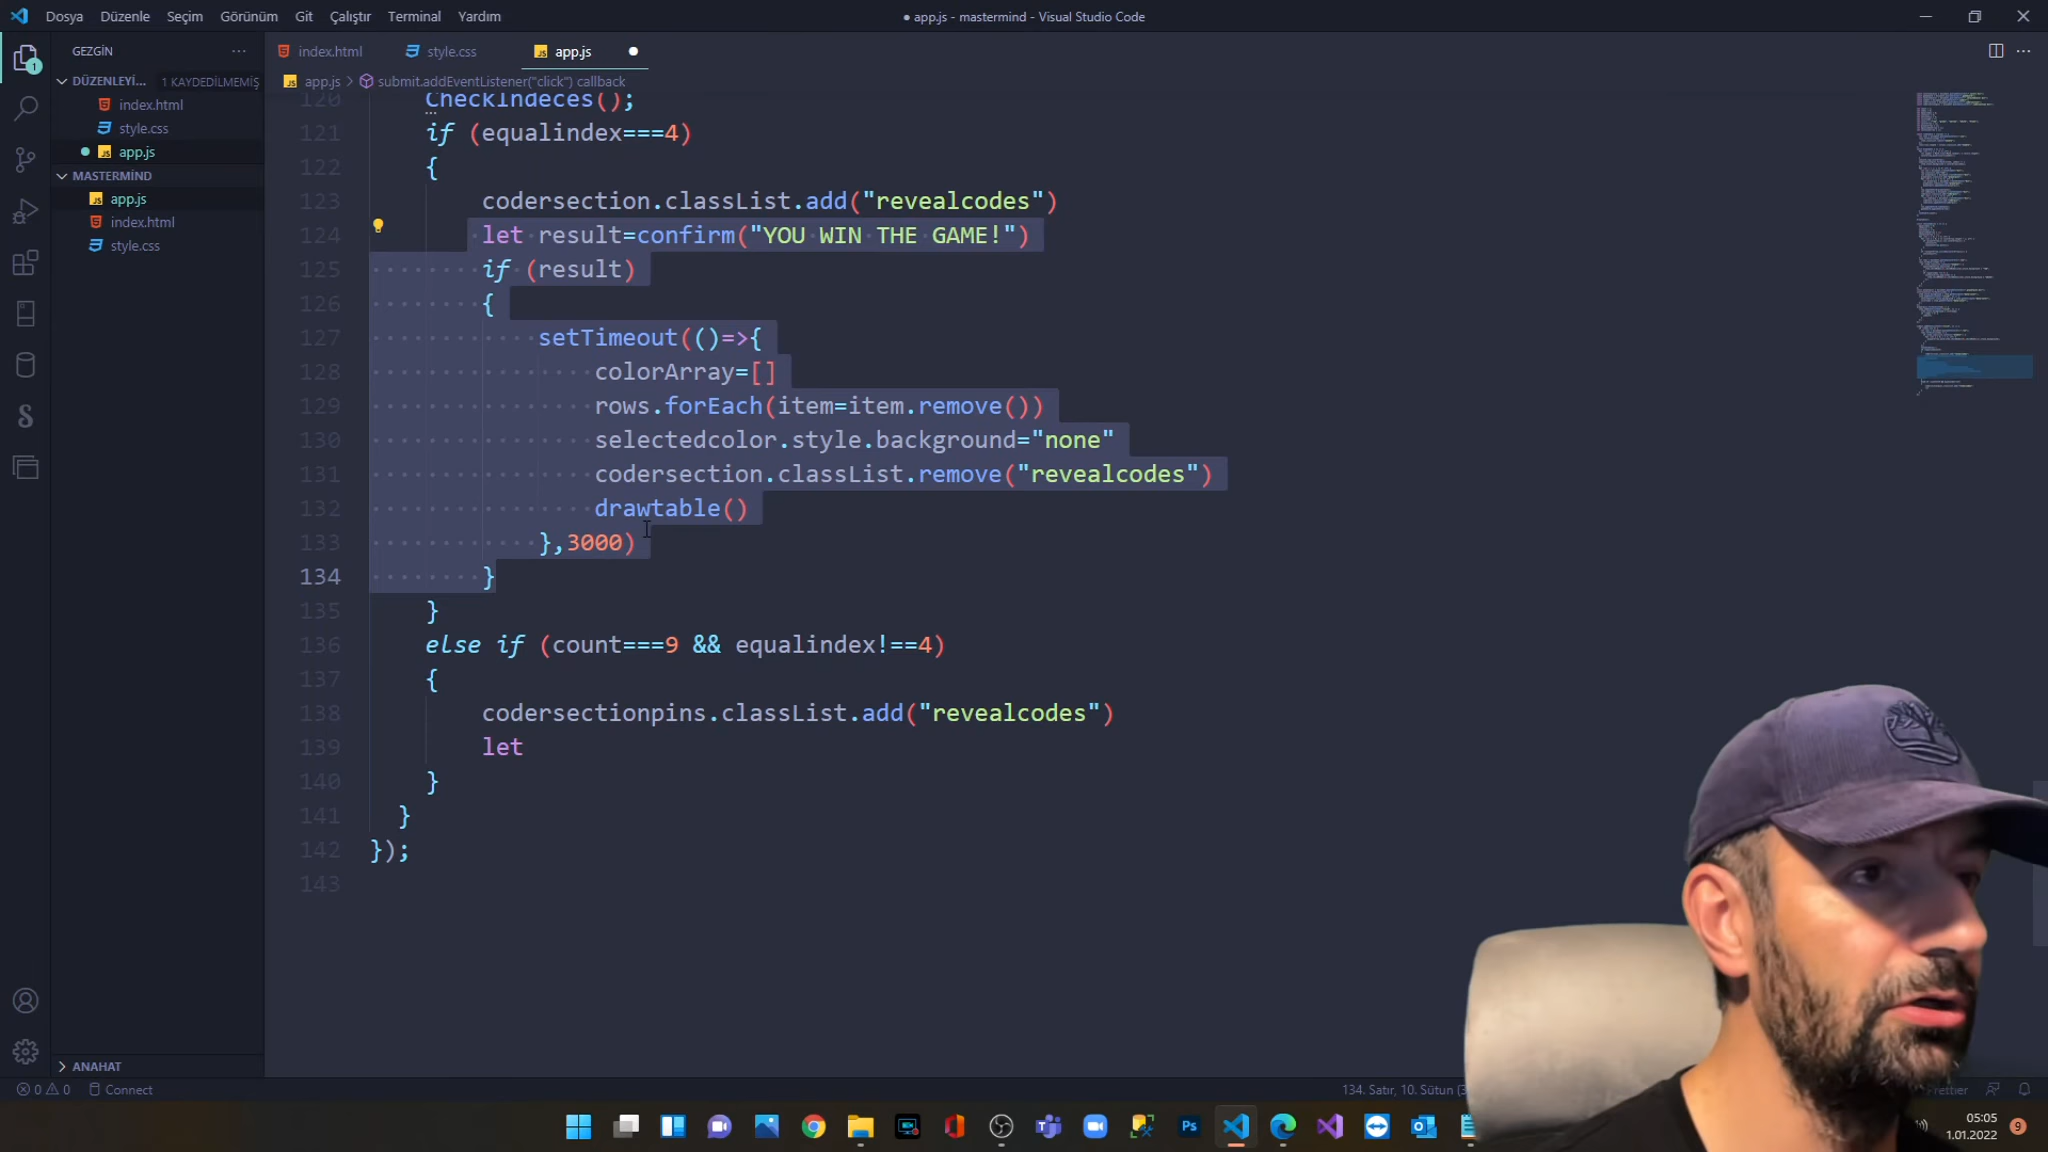 Dosya Düzenle Seçim Görünüm Git Çalıştır Terminal Yardım
● app.js - mastermind - Visual Studio Code
GEZGİN ···
index.html
style.css
app.js
DÜZENLEYİ... 1 KAYDEDİLMEMİŞ
index.html
style.css
app.js
MASTERMİND
app.js
index.html
style.css
ANAHAT
app.js > submit.addEventListener("click") callback
120 CheckIndeces();
121 if (equalindex===4)
122 {
123 codersection.classList.add("revealcodes")
124 let result=confirm("YOU WIN THE GAME!")
125 if (result)
126 {
127 setTimeout(()=>{
128 colorArray=[]
129 rows.forEach(item=item.remove())
130 selectedcolor.style.background="none"
131 codersection.classList.remove("revealcodes")
132 drawtable()
133 },3000)
134 }
135 }
136 else if (count===9 && equalindex!==4)
137 {
138 codersectionpins.classList.add("revealcodes")
139 let
140 }
141 }
142 });
143
0 0 Connect
134. Satır, 10. Sütun
Prettier
05:05
1.01.2022
9